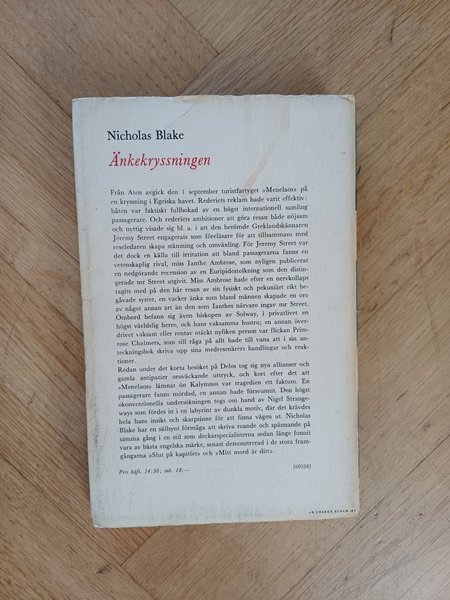 Nicholas Blake
Änkekryssningen
Från Aten avgick den 1 september turistfartyget »Menelaos» på
en kryssning i Egeiska havet. Rederiets reklam hade varit effektiv:
båten var faktiskt fullbokad av en högst internationell samling
passagerare. Och rederiets ambitioner att göra resan både nöjsam
och nyttig visade sig bl. a. i att den berömde Greklandskännaren
Jeremy Street engagerats som föreläsare för att tillsammans med
reseledaren skapa stämning och omväxling. För Jeremy Street var
det dock en källa till irritation att bland passagerarna fanns en
vetenskaplig rival, miss Ianthe Ambrose, som nyligen publicerat
en nedgörande recension av en Euripidestolkning som den distin-
gerade mr Street utgivit. Miss Ambrose hade efter en nervkollaps
tagits med på den här resan av sin fysiskt och pekuniärt rikt be-
gåvade syster, en vacker änka som bland männen skapade en oro
av något annan art än den som Ianthes närvaro ingav mr Street.
Ombord befann sig även biskopen av Solway, i privatlivet en
högst världslig herre, och hans vaksamma hustru; en annan över-
drivet vaksam eller rentav otäckt nyfiken person var flickan Prim-
rose Chalmers, som till råga på allt hade till vana att i sin an-
teckningsbok skriva upp sina medresenärers handlingar och reak-
tioner.
Redan under det korta besöket på Delos tog sig nya allianser och
gamla antipatier oroväckande uttryck, och kort efter det att
»Menelaos» lämnat ön Kalymnos var tragedien ett faktum. En
passagerare fanns mördad, en annan hade försvunnit. Den högst
okonventionella undersökningen togs om hand av Nigel Strange-
ways som fördes in i en labyrint av dunkla motiv, där det krävdes
hela hans insikt och skarpsinne för att finna vägen ut. Nicholas
Blake har en sällsynt förmåga att skriva roande och spännande på
samma gång i en stil som deckarspecialisterna sedan länge funnit
vara av bästa engelska märke, senast demonstrerad i de stora fram-
gångarna »Slut på kapitlet» och »Mitt mord är ditt».
Pris häft. 14:50; inb. 18:—
[60528]